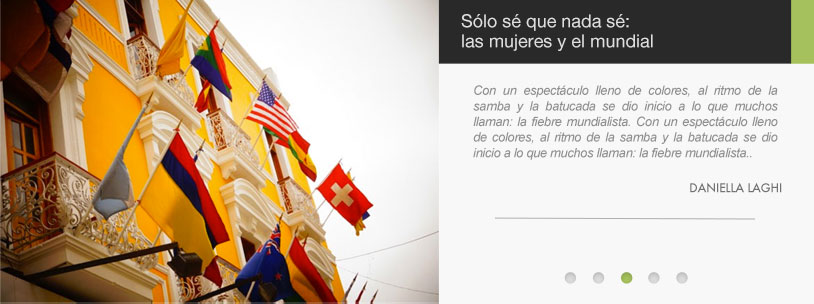 Sólo sé que nada sé:
las mujeres y el mundial
Con un espectáculo lleno de colores, al ritmo de la
samba y la batucada se dio inicio a lo que muchos
llaman: la fiebre mundialista. Con un espectáculo lleno
de colores, al ritmo de la samba y la batucada se dio
inicio a lo que muchos llaman: la fiebre mundialista..
DANIELLA LAGHI